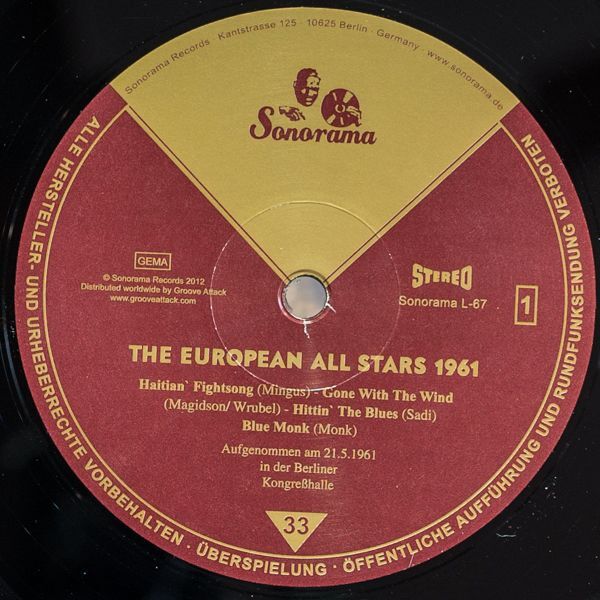 Sonorama Records · Kantstrasse 125 · 10625 Berlin · Germany · www.sonorama.de
Sonorama
GEMA
© Sonorama Records 2012
Distributed worldwide by Groove Attack
www.grooveattack.com
STEREO
Sonorama L-67
1
THE EUROPEAN ALL STARS 1961
Haitian` Fightsong (Mingus) - Gone With The Wind
(Magidson/ Wrubel) - Hittin` The Blues (Sadi)
Blue Monk (Monk)
Aufgenommen am 21.5.1961
in der Berliner
Kongreßhalle
33
ALLE HERSTELLER- UND URHEBERRECHTE VORBEHALTEN · ÜBERSPIELUNG · ÖFFENTLICHE AUFFÜHRUNG UND RUNDFUNKSENDUNG VERBOTEN